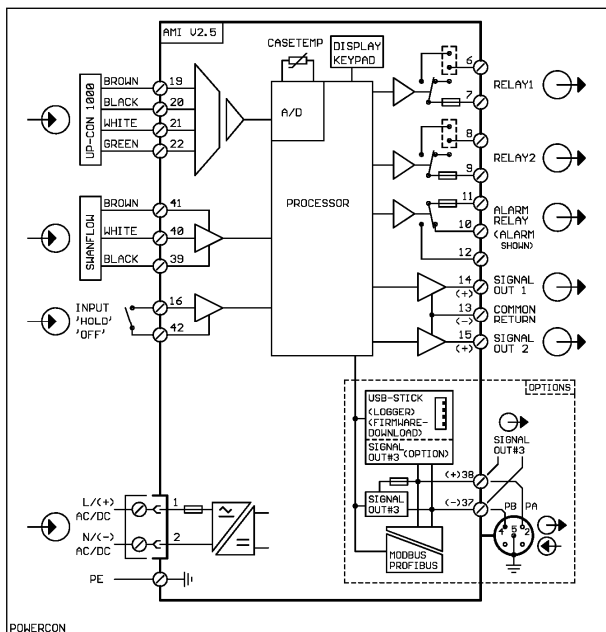 AMI V2.5
CASETEMP
DISPLAY
KEYPAD
A/D
PROCESSOR
UP-CON 1000
BROWN 19
BLACK 20
WHITE 21
GREEN 22
SWANFLOW
BROWN 41
WHITE 40
BLACK 39
INPUT 16
'HOLD'
'OFF' 42
L/(+) 1
AC/DC
N/(-) 2
AC/DC
PE
6
RELAY1
7
8
RELAY2
9
11
ALARM
RELAY
10
(ALARM
SHOWN)
12
14 SIGNAL
(+) OUT 1
13 COMMON
(-) RETURN
15 SIGNAL
(+) OUT 2
OPTIONS
USB-STICK
(LOGGER)
(FIRMWARE-
DOWNLOAD)
SIGNAL
OUT#3 (OPTION)
SIGNAL
OUT#3
(+)38
SIGNAL
OUT#3
(-)37
PB PA
4 5 2
MODBUS
PROFIBUS
POWERCON